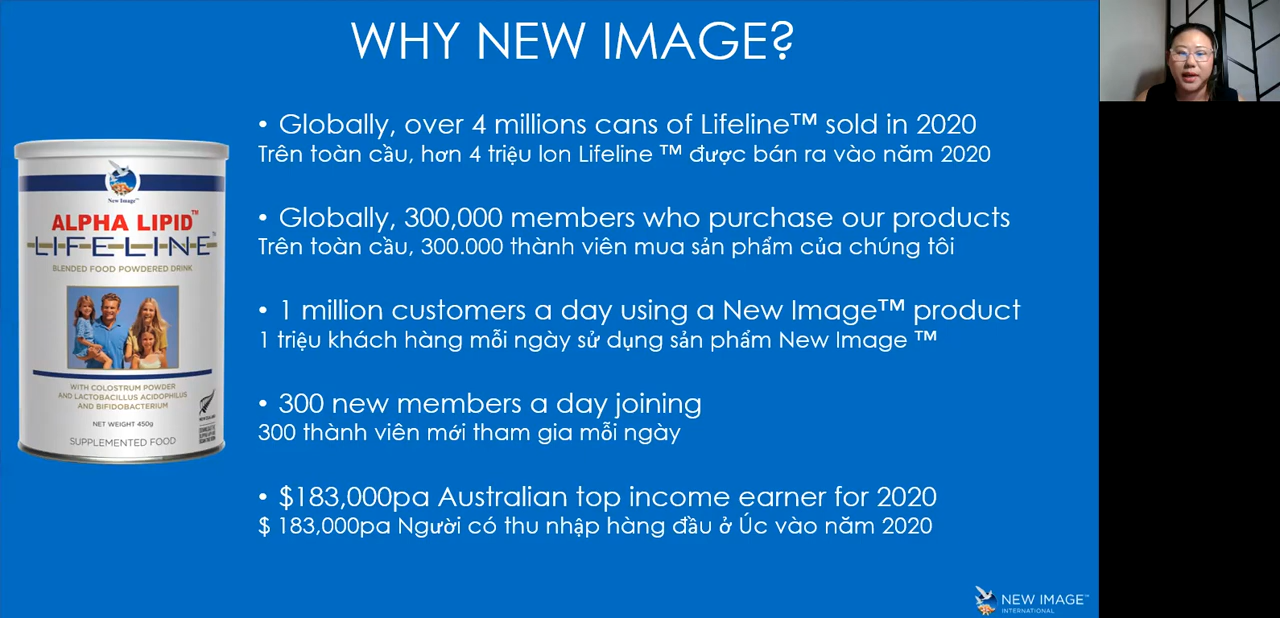 WHY NEW IMAGE?
• Globally, over 4 millions cans of Lifeline™ sold in 2020
Trên toàn cầu, hơn 4 triệu lon Lifeline ™ được bán ra vào năm 2020
• Globally, 300,000 members who purchase our products
Trên toàn cầu, 300.000 thành viên mua sản phẩm của chúng tôi
• 1 million customers a day using a New Image™ product
1 triệu khách hàng mỗi ngày sử dụng sản phẩm New Image ™
• 300 new members a day joining
300 thành viên mới tham gia mỗi ngày
• $183,000pa Australian top income earner for 2020
$ 183,000pa Người có thu nhập hàng đầu ở Úc vào năm 2020
New Image™
ALPHA LIPID™
LIFELINE™
BLENDED FOOD POWDERED DRINK
WITH COLOSTRUM POWDER
AND LACTOBACILLUS ACIDOPHILUS
AND BIFIDOBACTERIUM
NET WEIGHT 450g
SUPPLEMENTED FOOD
NEW IMAGE™
INTERNATIONAL